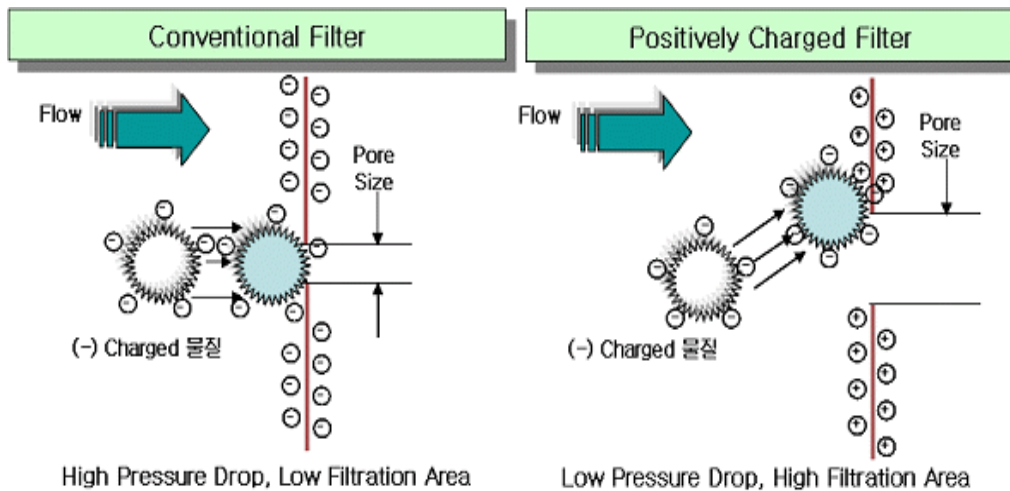 Conventional Filter
Flow
Pore
Size
(-) Charged 물질
High Pressure Drop, Low Filtration Area
Positively Charged Filter
Flow
Pore
Size
(-) Charged 물질
Low Pressure Drop, High Filtration Area